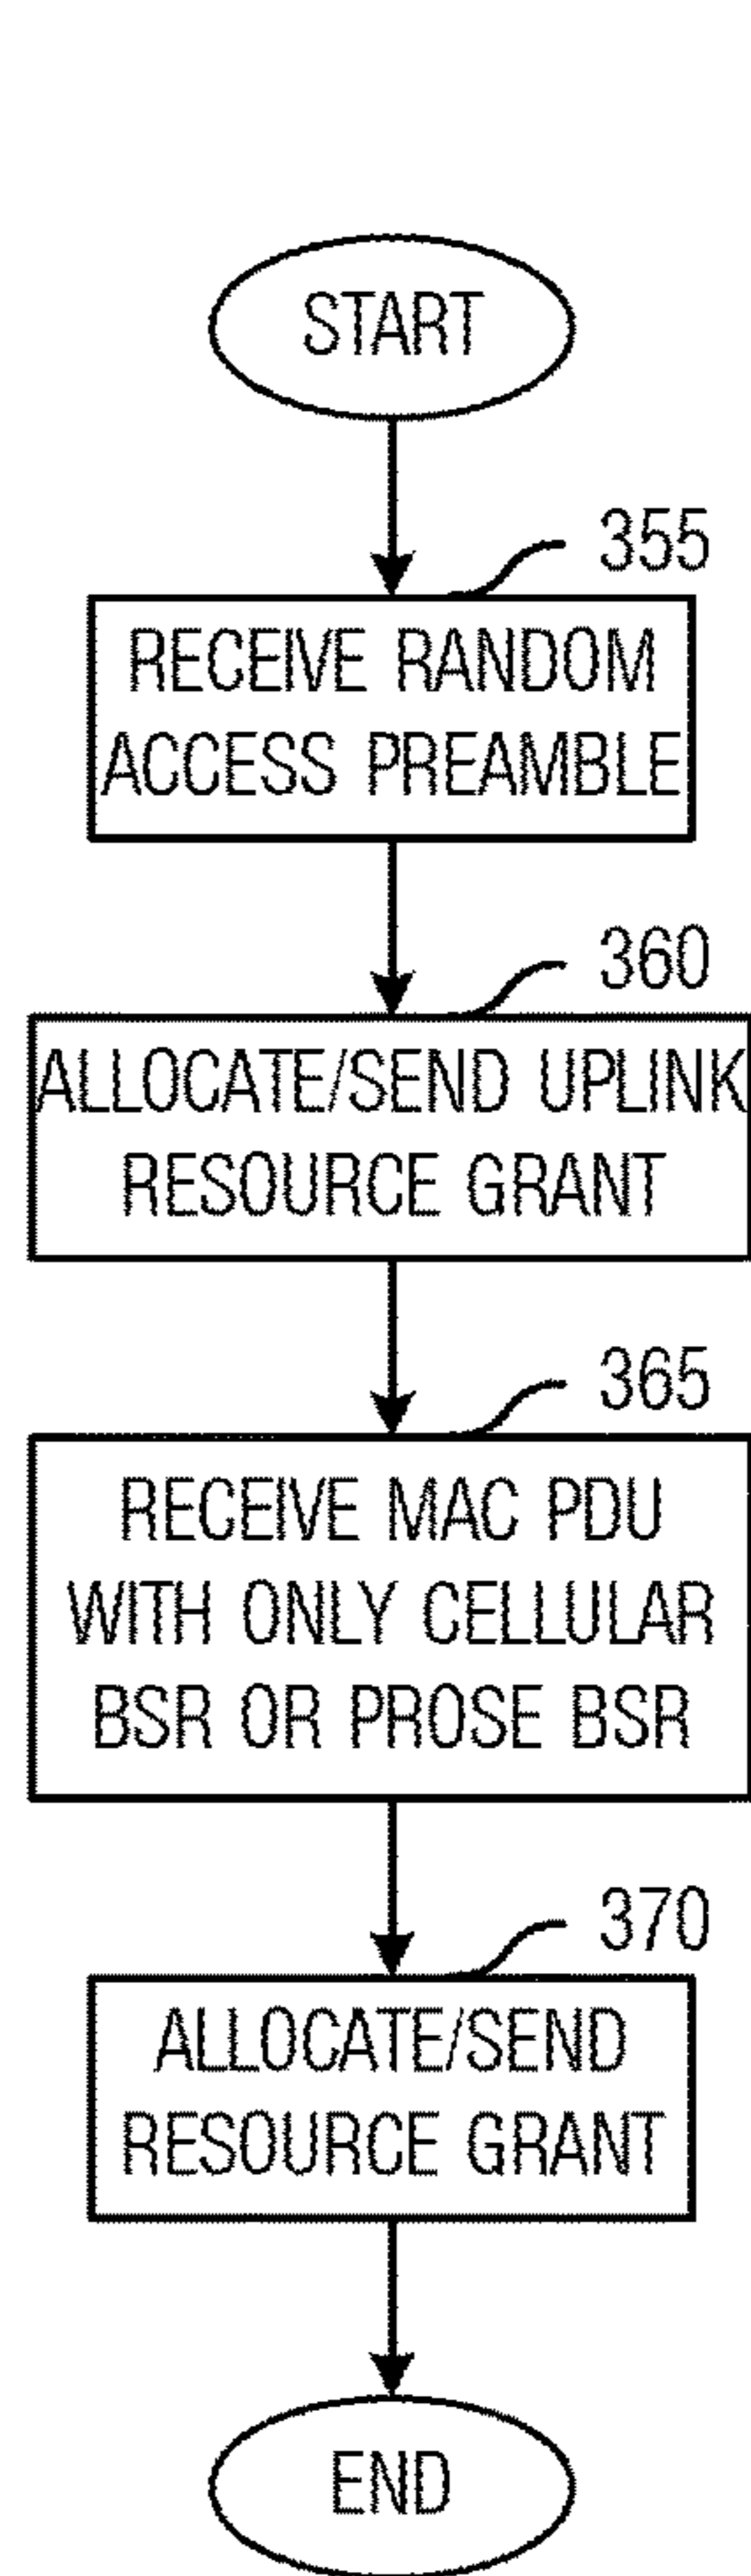 START
355
RECEIVE RANDOM
ACCESS PREAMBLE
360
ALLOCATE/SEND UPLINK
RESOURCE GRANT
365
RECEIVE MAC PDU
WITH ONLY CELLULAR
BSR OR PROSE BSR
370
ALLOCATE/SEND
RESOURCE GRANT
END